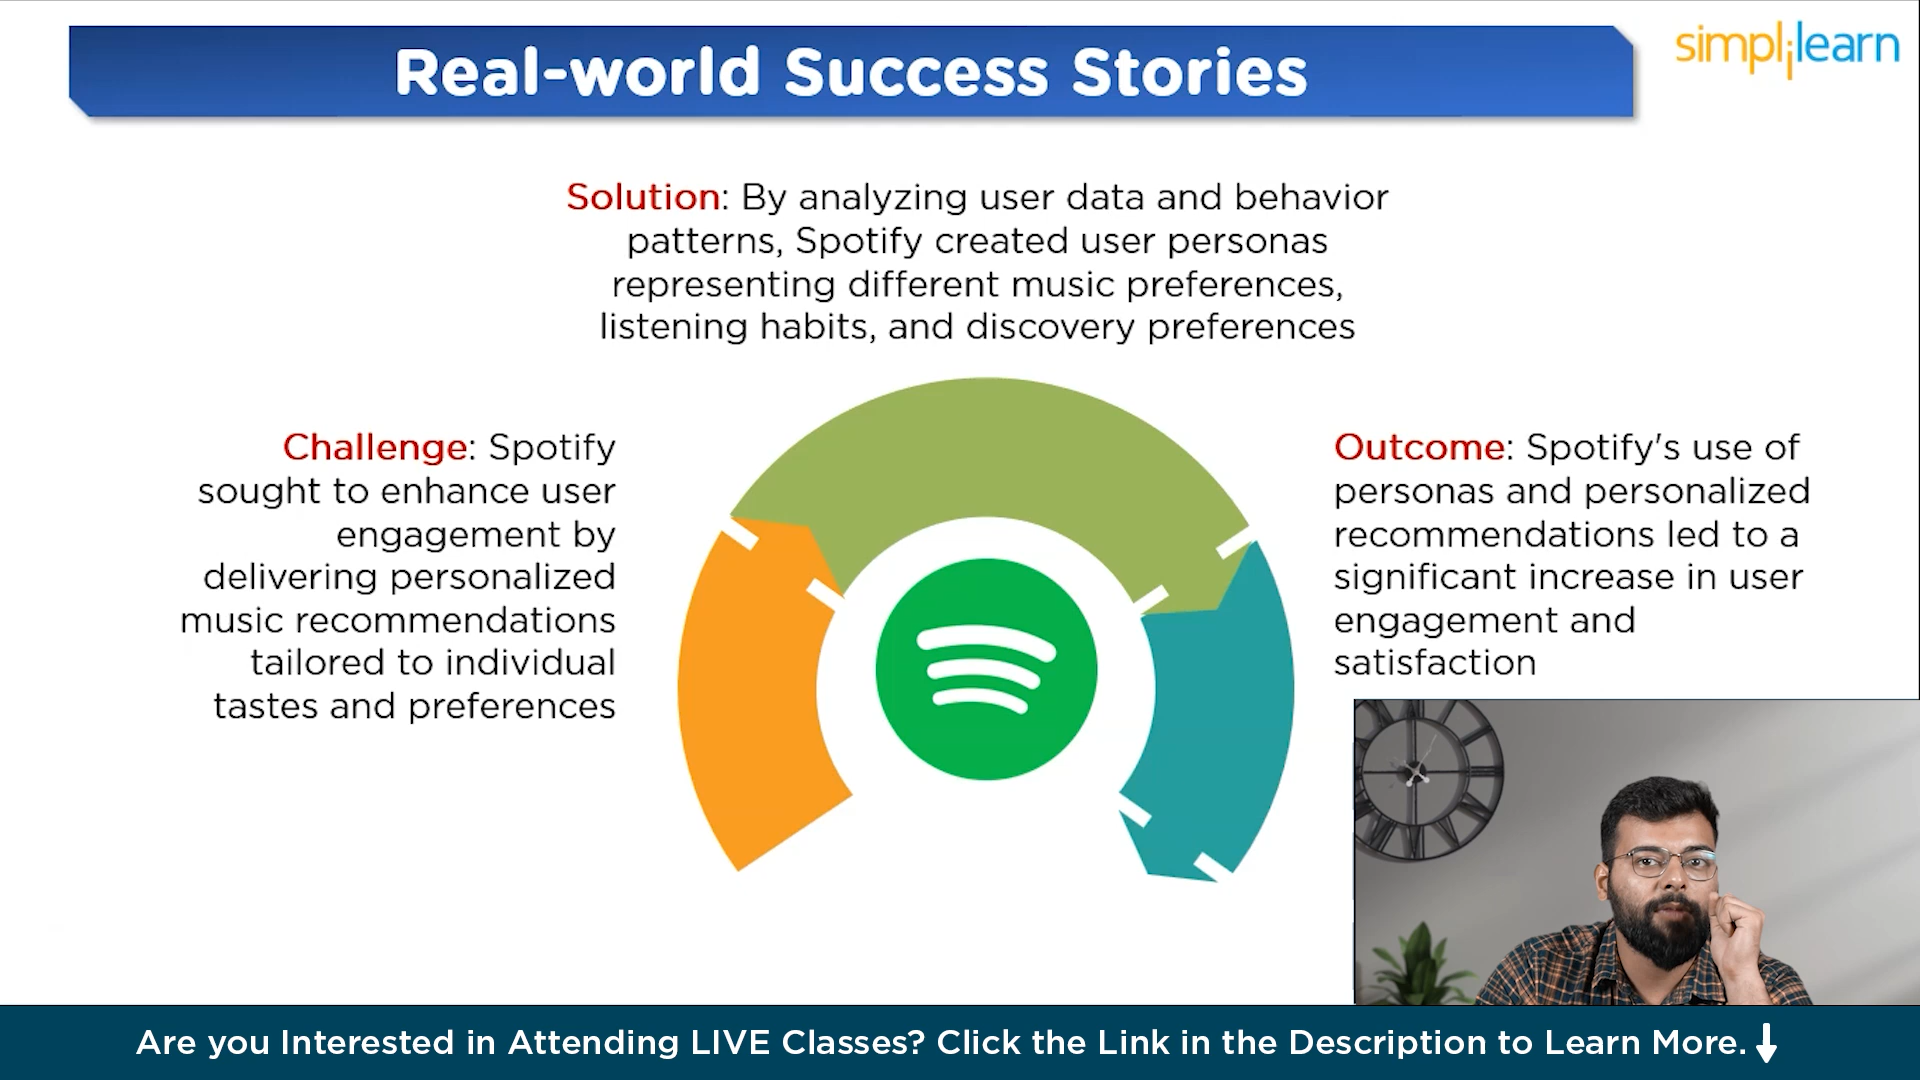 Real-world Success Stories
simplilearn
Solution: By analyzing user data and behavior
patterns, Spotify created user personas
representing different music preferences,
listening habits, and discovery preferences
Challenge: Spotify
sought to enhance user
engagement by
delivering personalized
music recommendations
tailored to individual
tastes and preferences
Outcome: Spotify's use of
personas and personalized
recommendations led to a
significant increase in user
engagement and
satisfaction
Are you Interested in Attending LIVE Classes? Click the Link in the Description to Learn More.